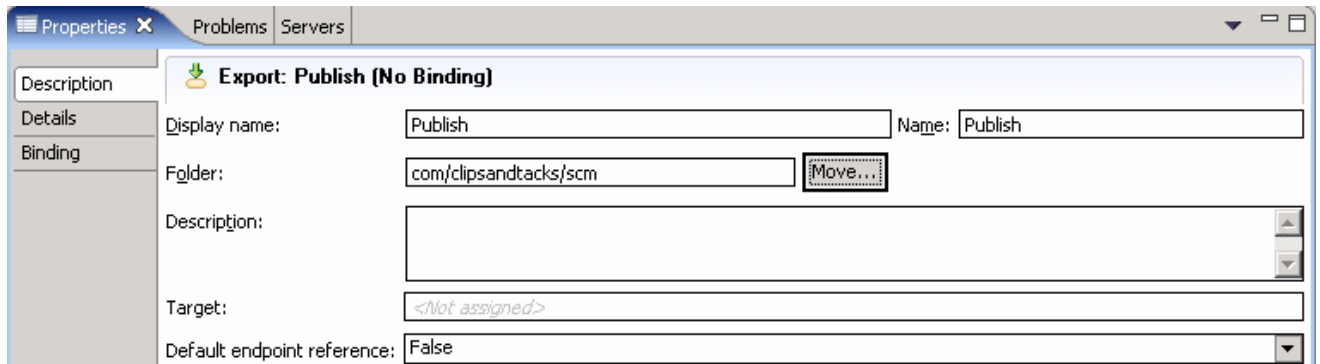 Properties Problems Servers
Export: Publish (No Binding)
Description
Details
Binding
Display name: Publish Name: Publish
Folder: com/clipsandtacks/scm Move...
Description:
Target: <Not assigned>
Default endpoint reference: False